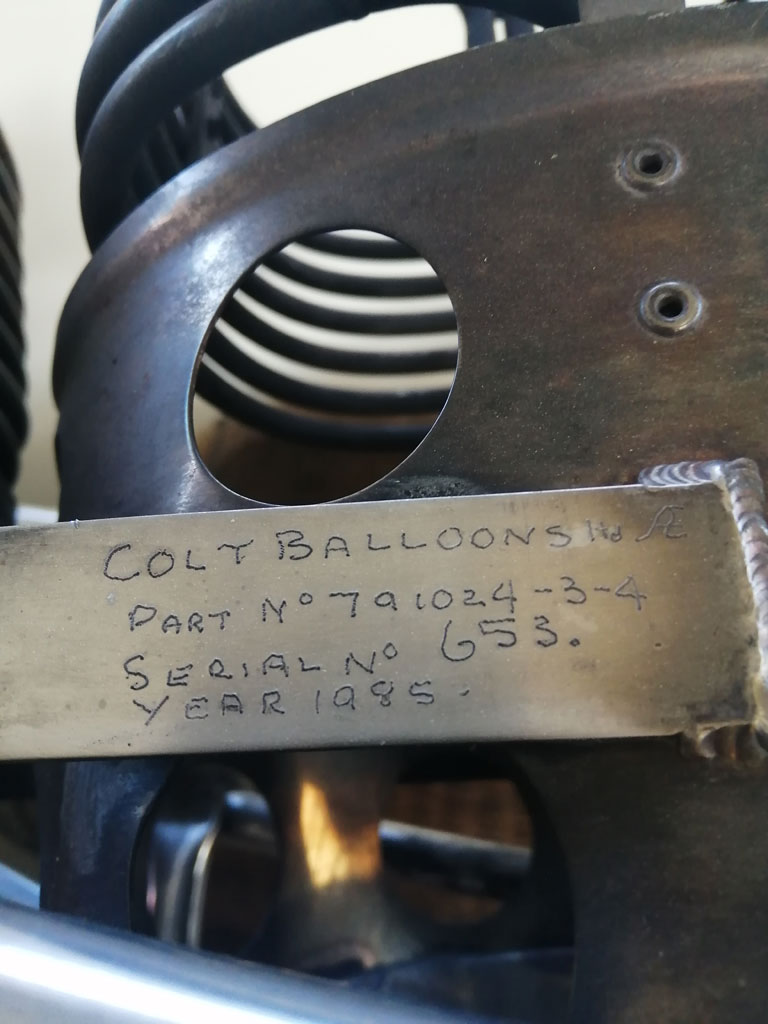 COLT BALLOONS ltd Æ
PART Nº 791024-3-4
SERIAL Nº 653.
YEAR 1985.